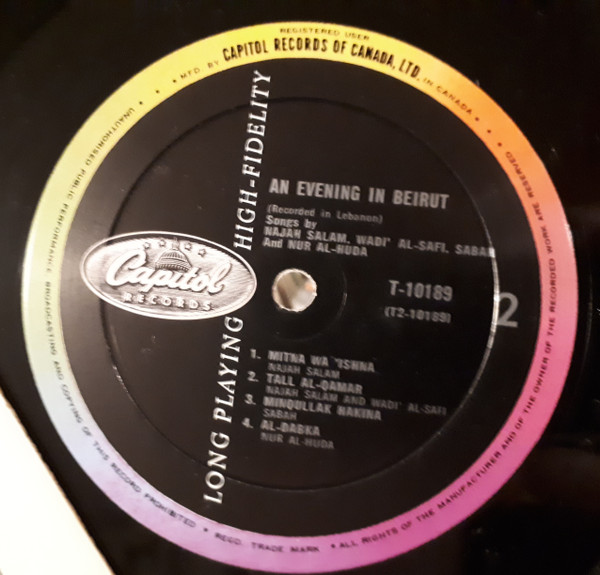 REGISTERED USER
• MFD. BY CAPITOL RECORDS OF CANADA, LTD. IN CANADA •
UNAUTHORISED PUBLIC PERFORMANCE, BROADCASTING AND COPYING OF THIS RECORD PROHIBITED • REGD. TRADE MARK • ALL RIGHTS OF THE MANUFACTURER AND OF THE OWNER OF THE RECORDED WORK ARE RESERVED
LONG PLAYING HIGH-FIDELITY
Capitol
RECORDS
AN EVENING IN BEIRUT
(Recorded in Lebanon)
Songs by
NAJAH SALAM, WADI' AL-SAFI, SABAH
And NUR AL-HUDA
T-10189
(T2-10189)
2
1. MITNA WA 'ISHNA
NAJAH SALAM
2. TALL AL-QAMAR
NAJAH SALAM AND WADI' AL-SAFI
3. MINQULLAK HAKINA
SABAH
4. AL-DABKA
NUR AL-HUDA